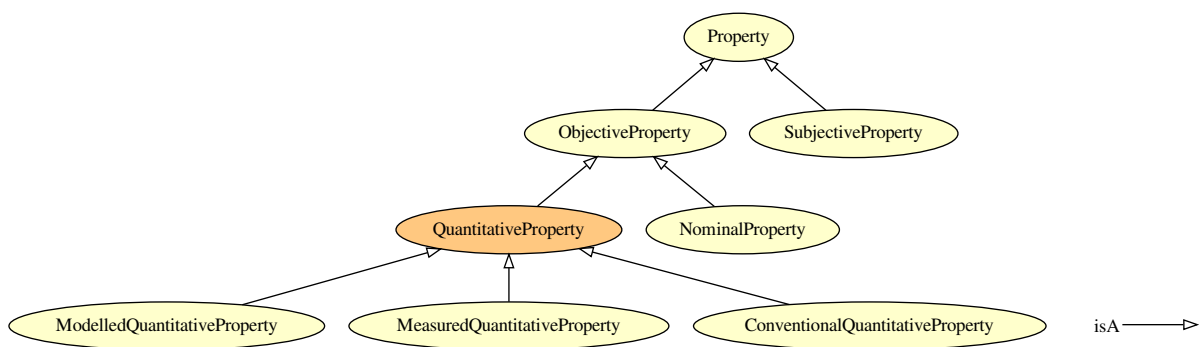 Property
ObjectiveProperty
SubjectiveProperty
QuantitativeProperty
NominalProperty
ModelledQuantitativeProperty
MeasuredQuantitativeProperty
ConventionalQuantitativeProperty
isA